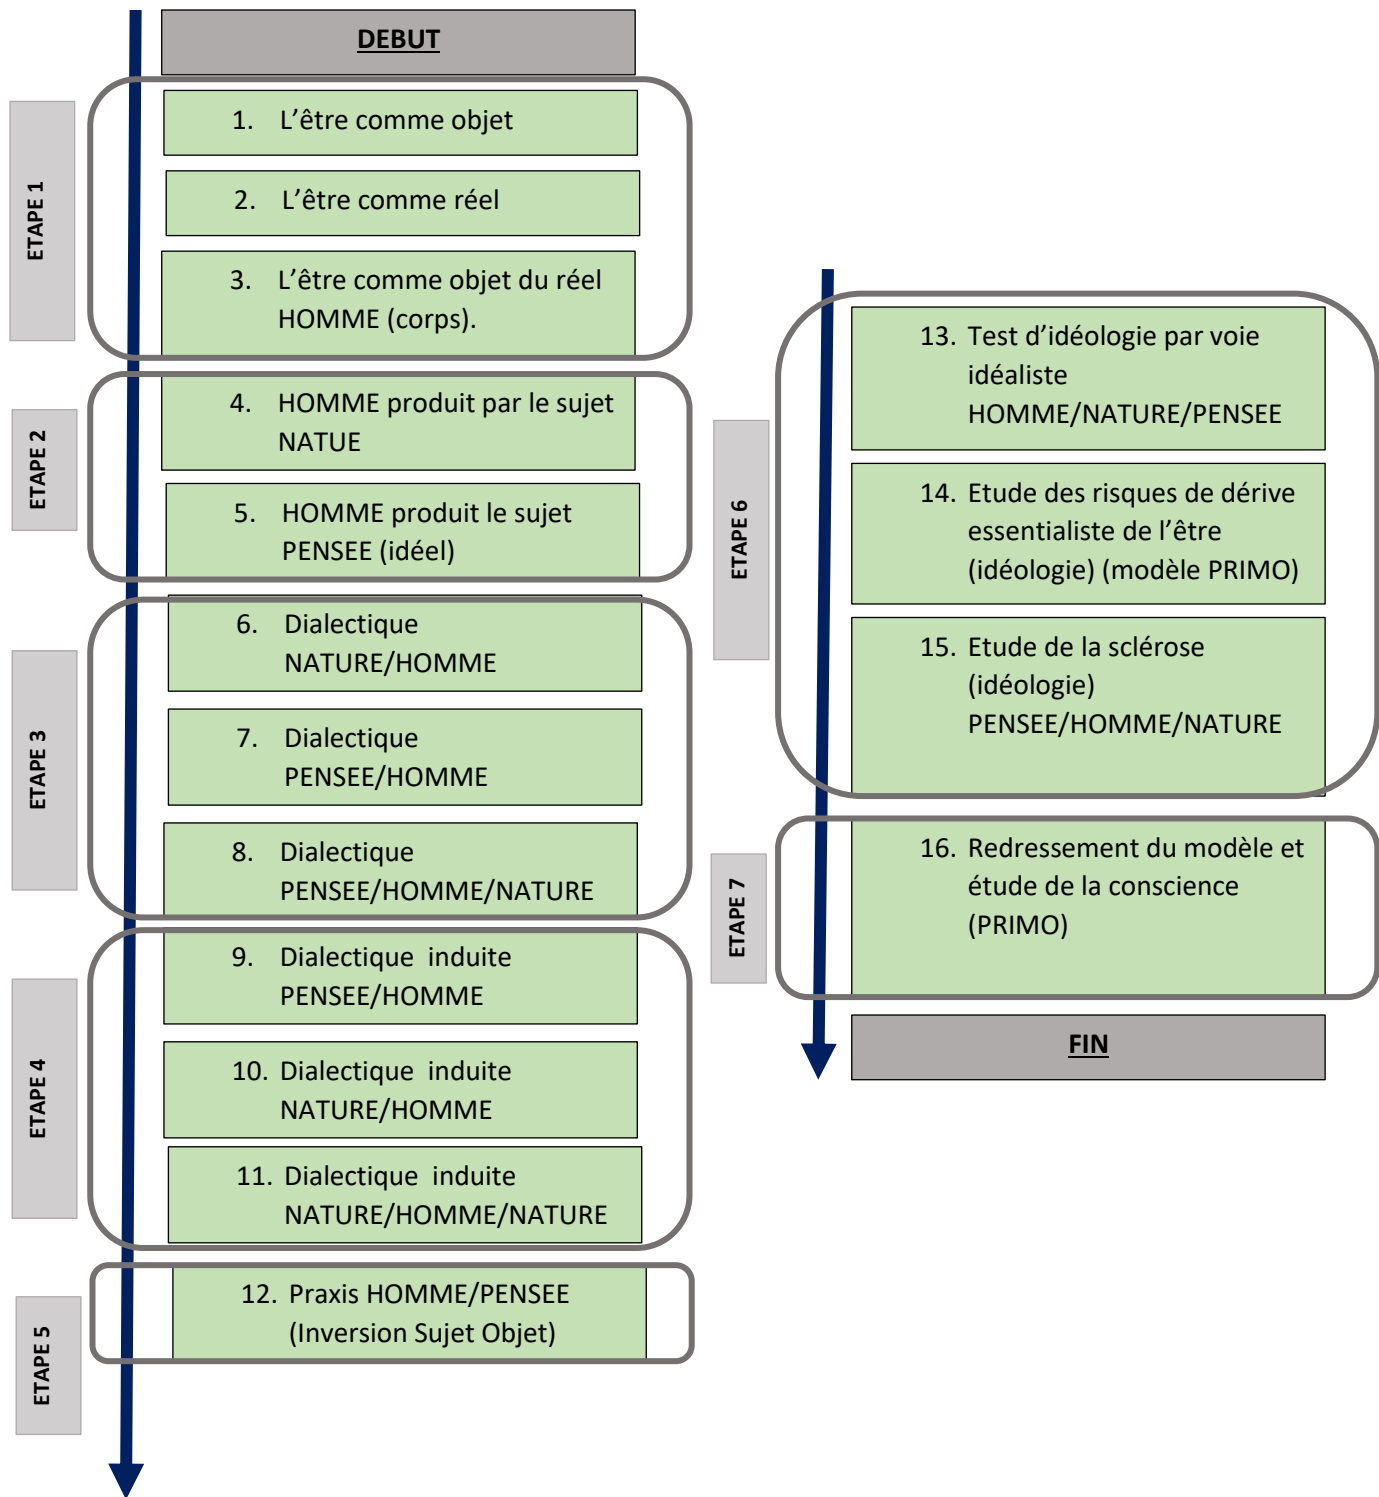 DEBUT
ETAPE 1
1. L’être comme objet
2. L’être comme réel
3. L’être comme objet du réel
HOMME (corps).
ETAPE 2
4. HOMME produit par le sujet
NATUE
5. HOMME produit le sujet
PENSEE (idéel)
ETAPE 3
6. Dialectique
NATURE/HOMME
7. Dialectique
PENSEE/HOMME
8. Dialectique
PENSEE/HOMME/NATURE
ETAPE 4
9. Dialectique induite
PENSEE/HOMME
10. Dialectique induite
NATURE/HOMME
11. Dialectique induite
NATURE/HOMME/NATURE
ETAPE 5
12. Praxis HOMME/PENSEE
(Inversion Sujet Objet)
ETAPE 6
13. Test d’idéologie par voie
idéaliste
HOMME/NATURE/PENSEE
14. Etude des risques de dérive
essentialiste de l’être
(idéologie) (modèle PRIMO)
15. Etude de la sclérose
(idéologie)
PENSEE/HOMME/NATURE
ETAPE 7
16. Redressement du modèle et
étude de la conscience
(PRIMO)
FIN